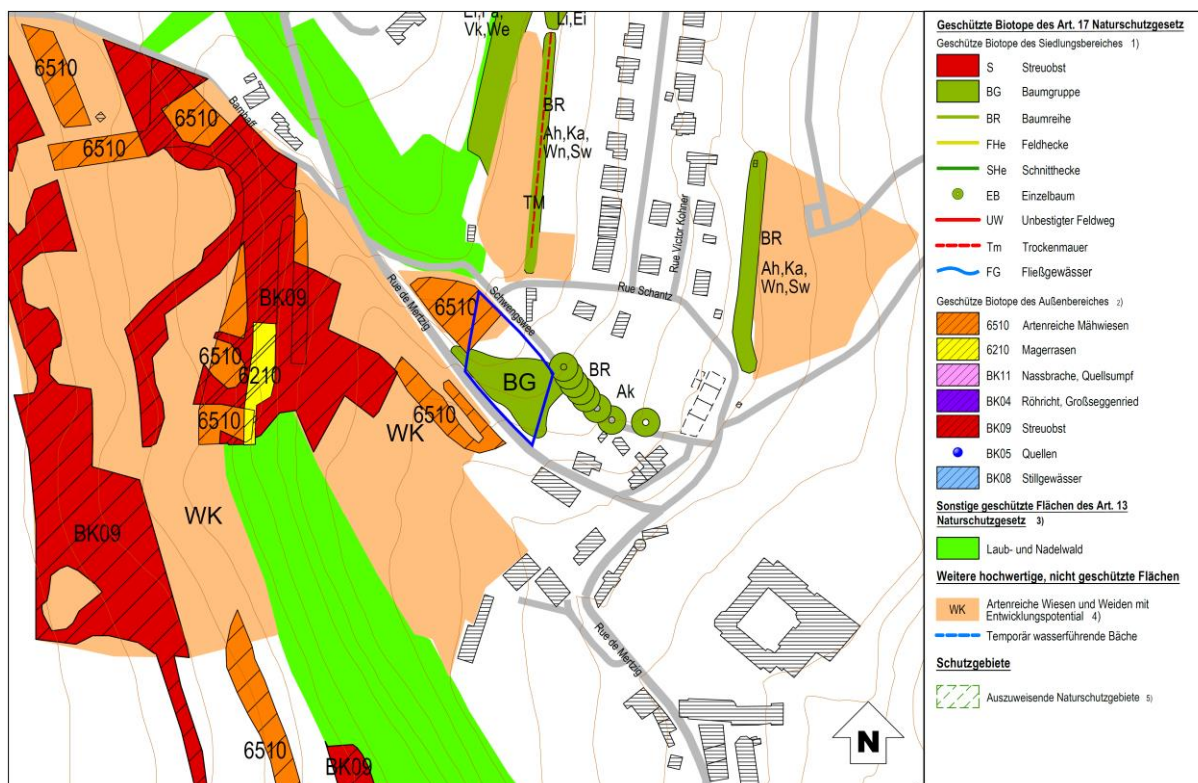 Ei,Fa,
Vk,We
Li,Ei
6510
6510
6510
Bamhaff
BR
Ah,Ka,
Wn,Sw
TM
BR
Ah,Ka,
Wn,Sw
Rue Victor Kohner
Rue Schantz
Rue de Mertzig
Schwengswee
BK09
6510
6510
6210
6510
6510
BG
BR
Ak
WK
WK
BK09
6510
BK09
Rue de Mertzig
N
Geschützte Biotope des Art. 17 Naturschutzgesetz
Geschütze Biotope des Siedlungsbereiches 1)
S Streuobst
BG Baumgruppe
BR Baumreihe
FHe Feldhecke
SHe Schnitthecke
EB Einzelbaum
UW Unbestigter Feldweg
Tm Trockenmauer
FG Fließgewässer
Geschütze Biotope des Außenbereiches 2)
6510 Artenreiche Mähwiesen
6210 Magerrasen
BK11 Nassbrache, Quellsumpf
BK04 Röhricht, Großseggenried
BK09 Streuobst
BK05 Quellen
BK08 Stillgewässer
Sonstige geschützte Flächen des Art. 13
Naturschutzgesetz 3)
Laub- und Nadelwald
Weitere hochwertige, nicht geschützte Flächen
WK Artenreiche Wiesen und Weiden mit
Entwicklungspotential 4)
Temporär wasserführende Bäche
Schutzgebiete
Auszuweisende Naturschutzgebiete 5)